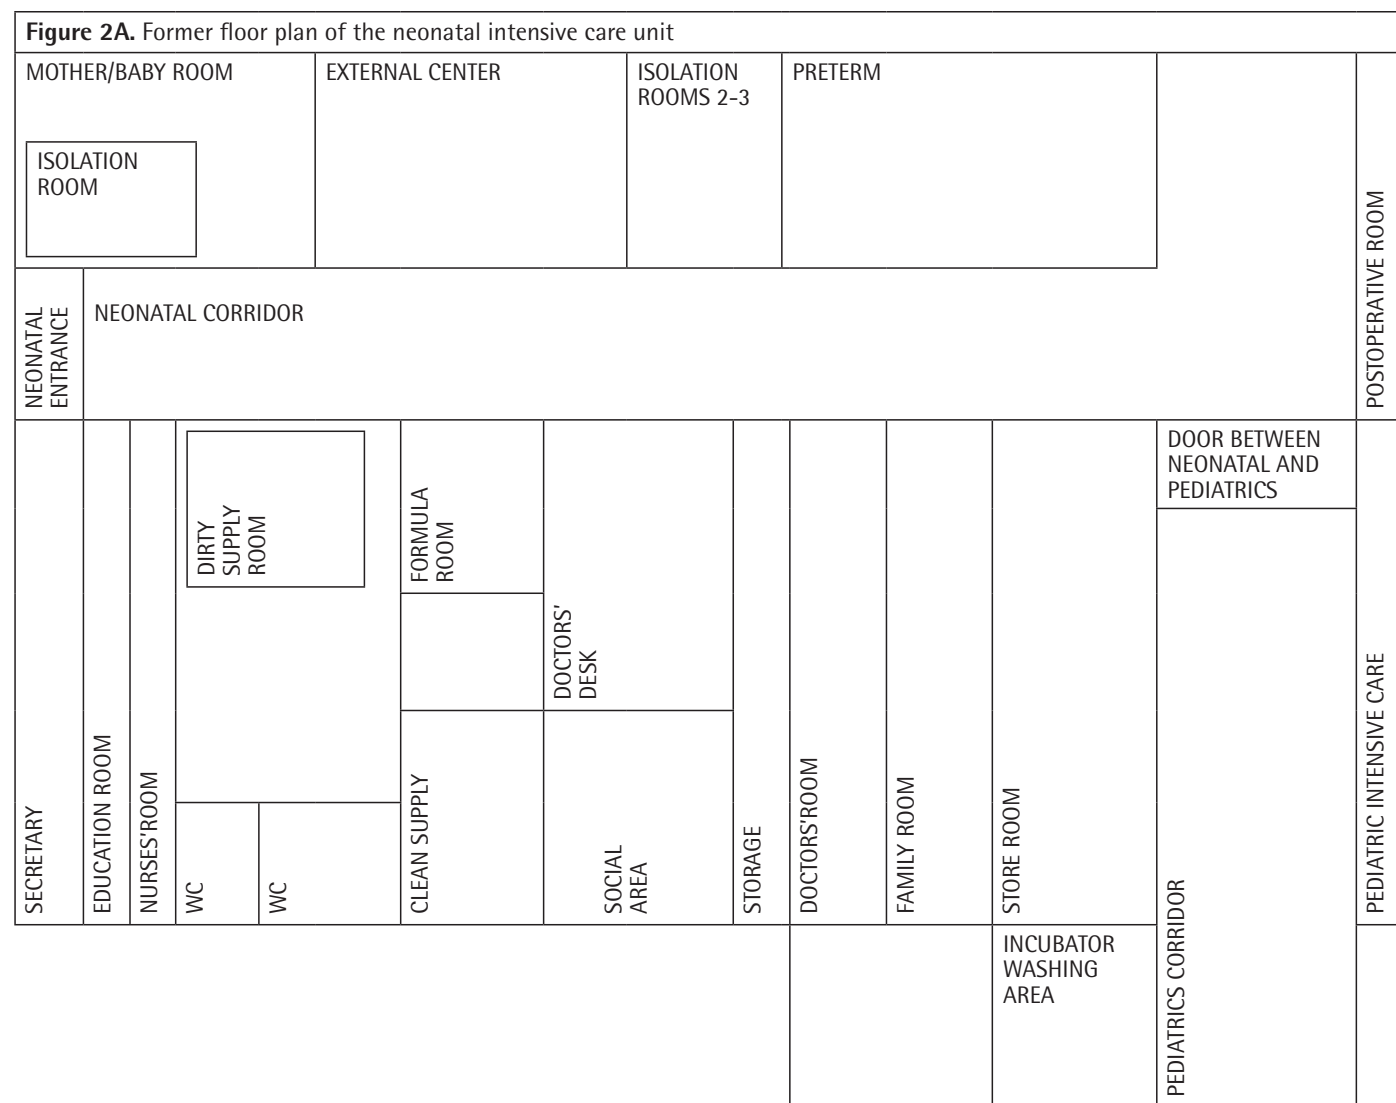 Figure 2A. Former floor plan of the neonatal intensive care unit
MOTHER/BABY ROOM
EXTERNAL CENTER
ISOLATION
ROOMS 2-3
PRETERM
ISOLATION
ROOM
POSTOPERATIVE ROOM
NEONATAL
ENTRANCE
NEONATAL CORRIDOR
SECRETARY
EDUCATION ROOM
NURSES'ROOM
DIRTY
SUPPLY
ROOM
WC
WC
FORMULA
ROOM
CLEAN SUPPLY
DOCTORS'
DESK
SOCIAL
AREA
STORAGE
DOCTORS'ROOM
FAMILY ROOM
STORE ROOM
INCUBATOR
WASHING
AREA
DOOR BETWEEN
NEONATAL AND
PEDIATRICS
PEDIATRICS CORRIDOR
PEDIATRIC INTENSIVE CARE